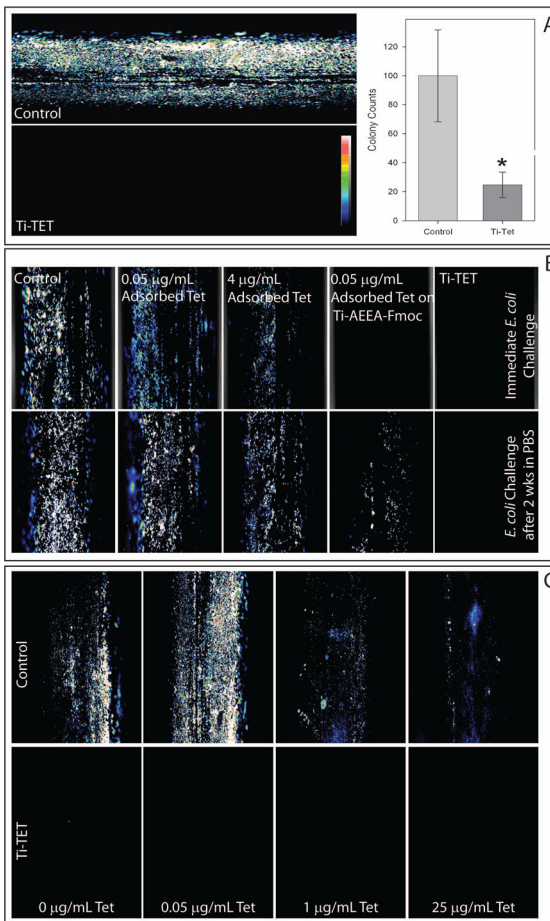 A
Control
Ti-TET
Colony Counts
120
100
80
60
40
20
0
*
Control
Ti-Tet
Control
0.05 µg/mL
Adsorbed Tet
4 µg/mL
Adsorbed Tet
0.05 µg/mL
Adsorbed Tet on
Ti-AEEA-Fmoc
Ti-TET
Immediate E. coli
Challenge
E. coli Challenge
after 2 wks in PBS
Control
Ti-TET
0 µg/mL Tet
0.05 µg/mL Tet
1 µg/mL Tet
25 µg/mL Tet